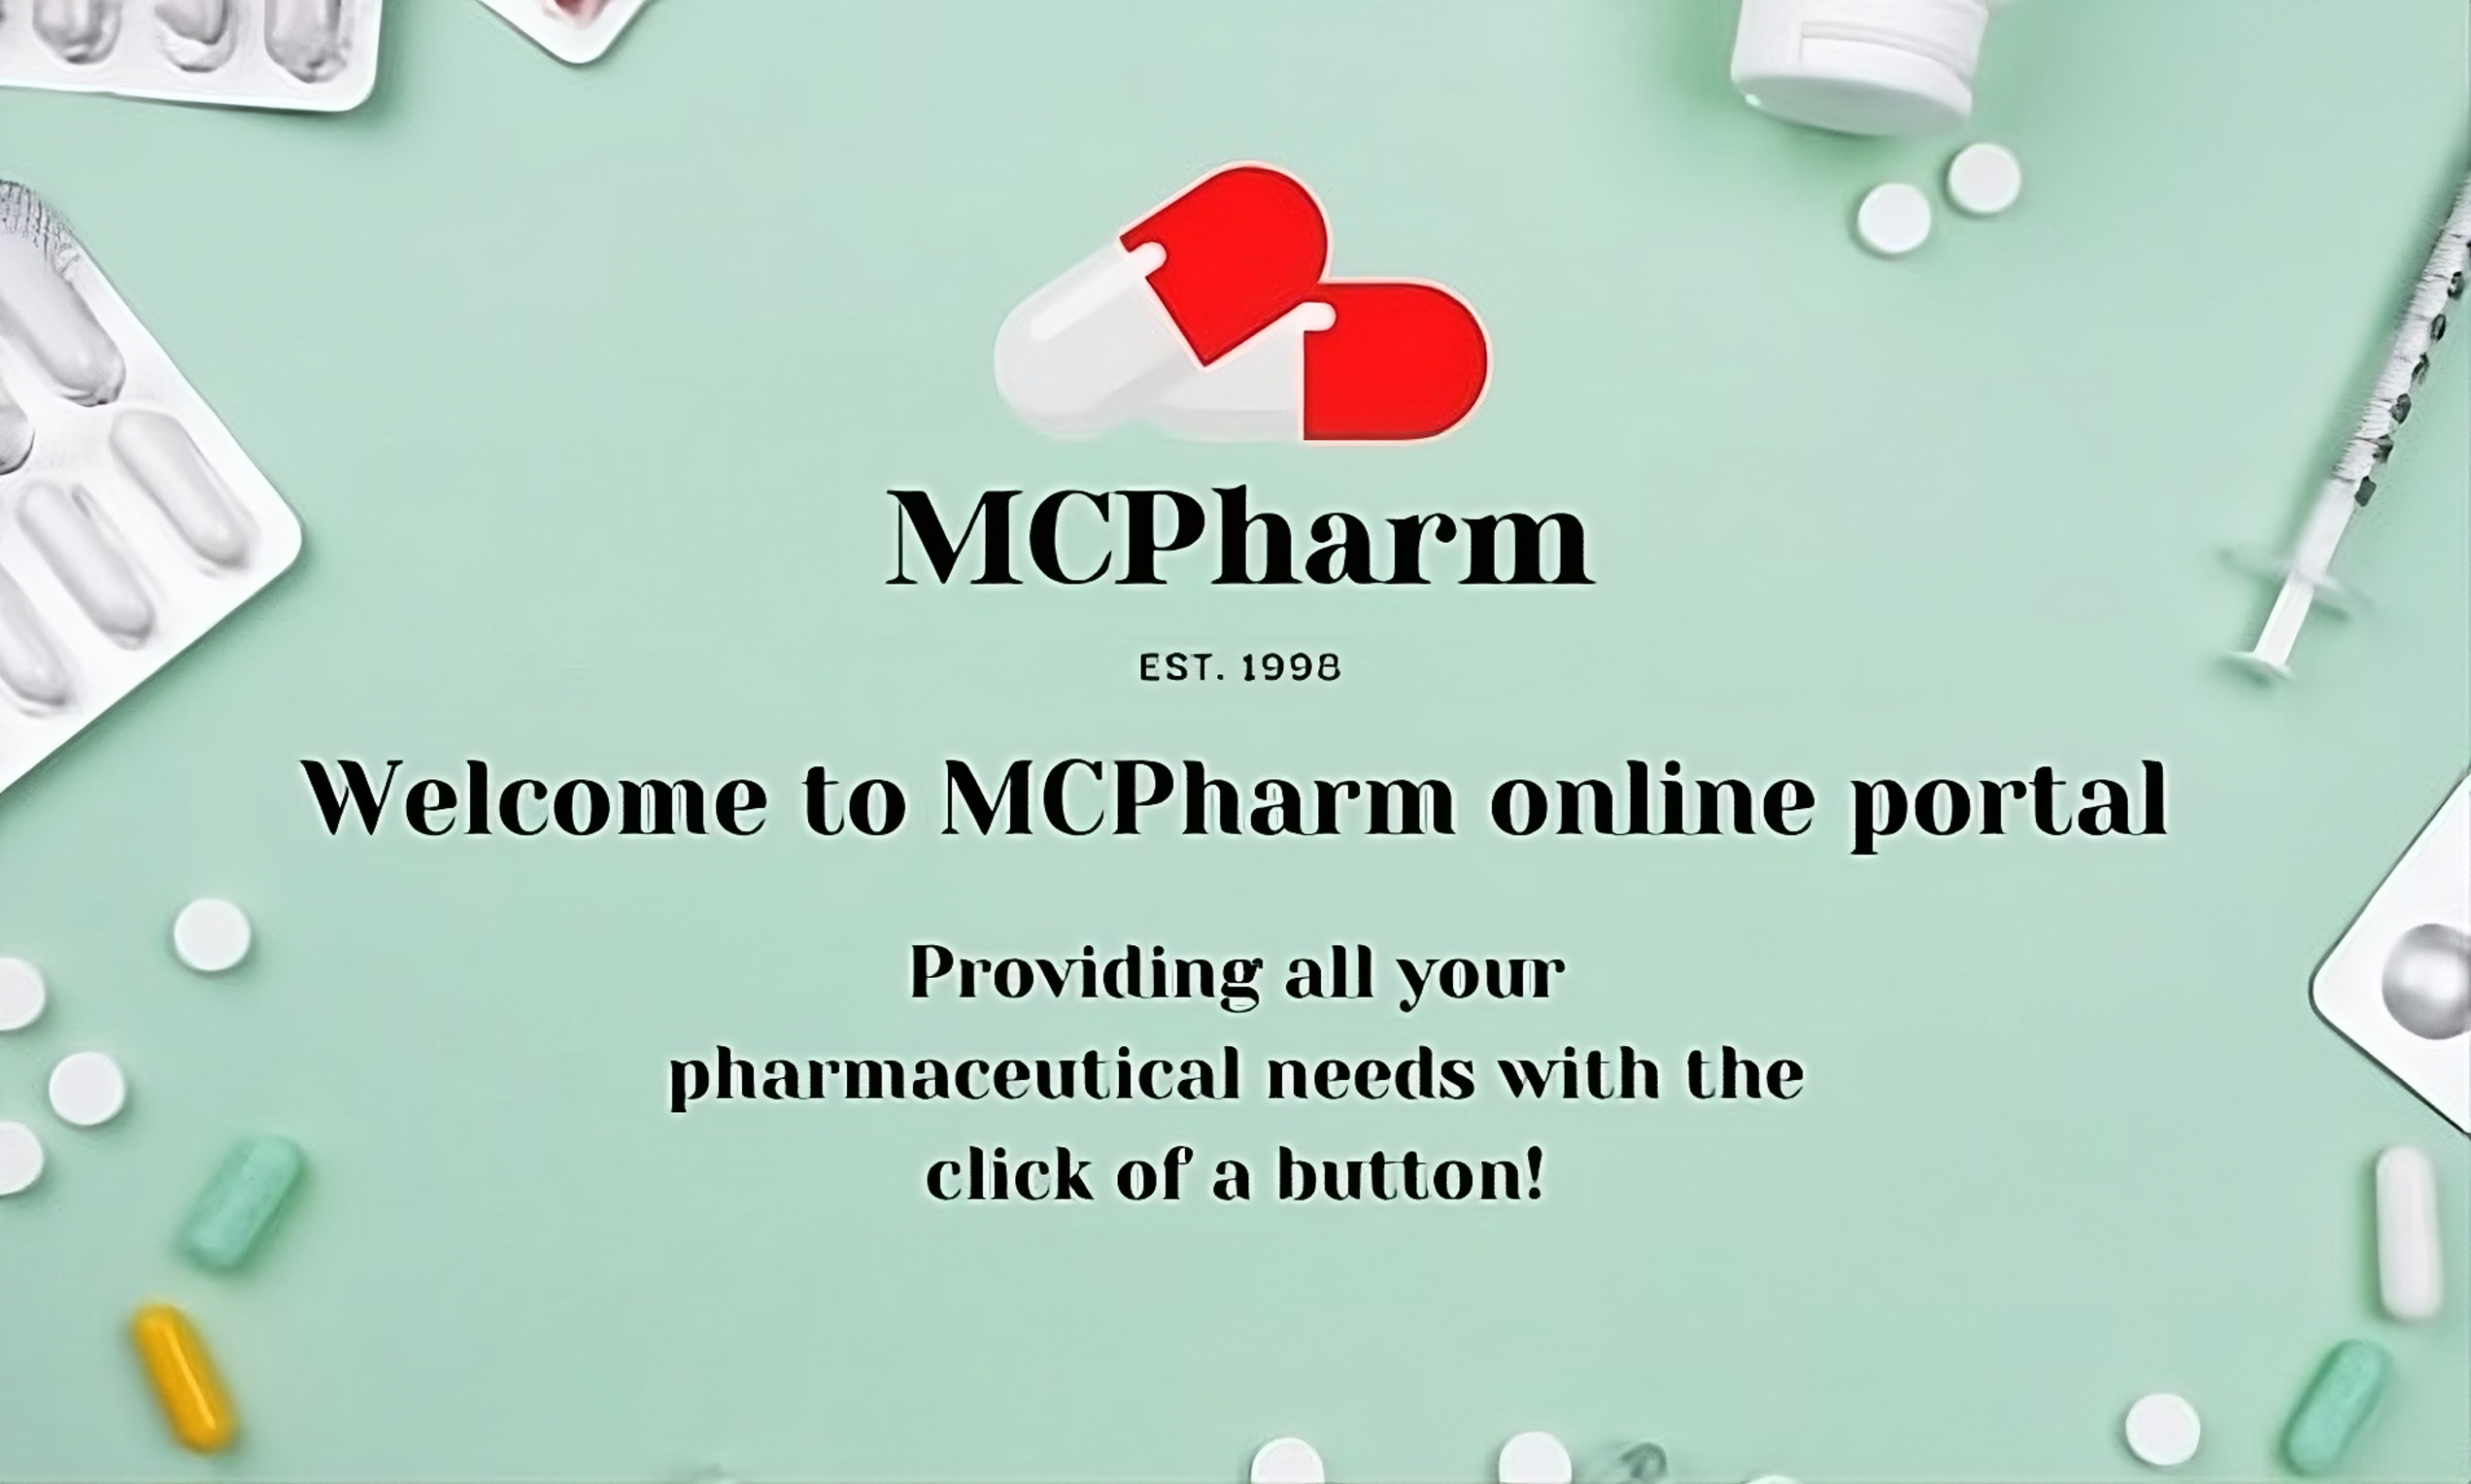 MCPharm
EST. 1998
Welcome to MCPharm online portal
Providing all your
pharmaceutical needs with the
click of a button!